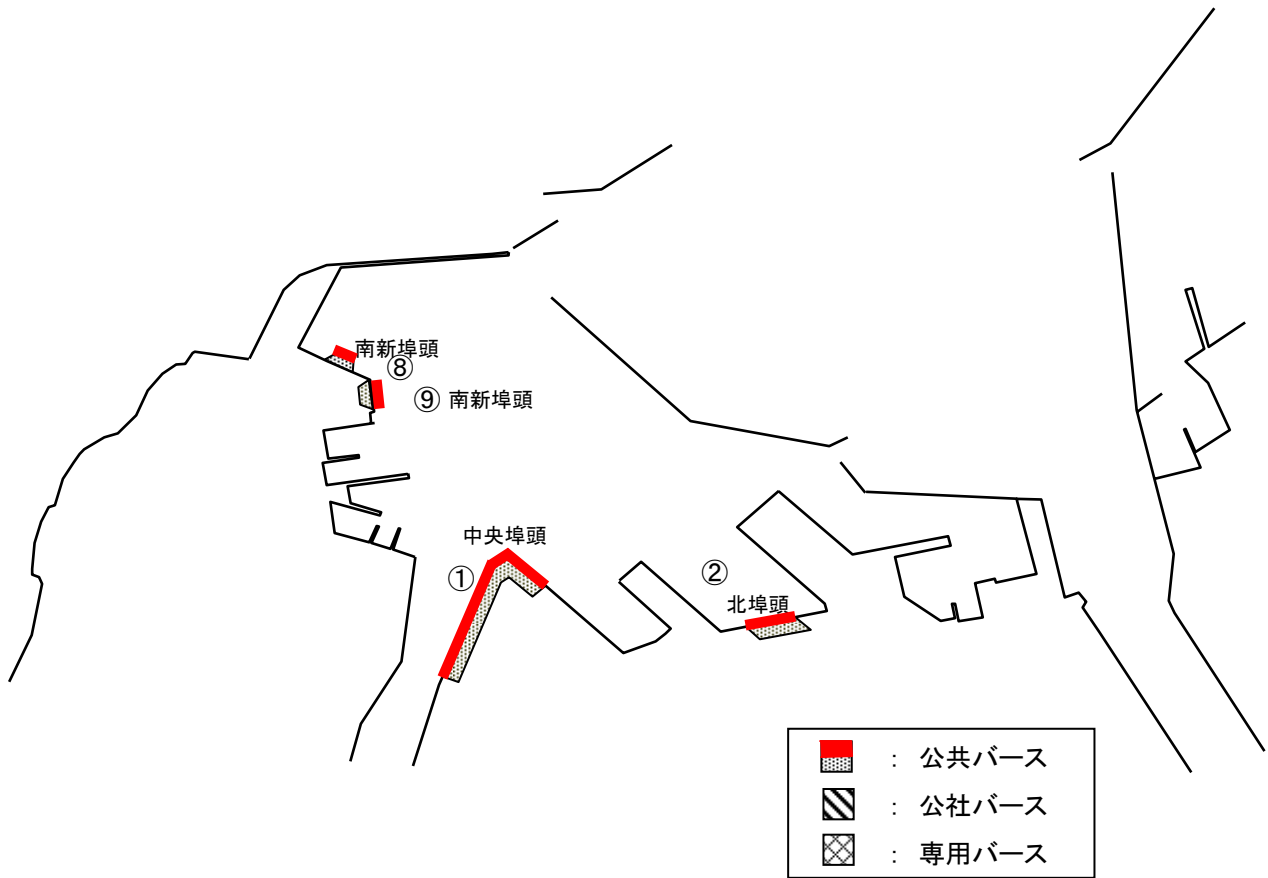 南新埠頭
⑧
⑨ 南新埠頭
中央埠頭
①
②
北埠頭
： 公共バース
： 公社バース
： 専用バース